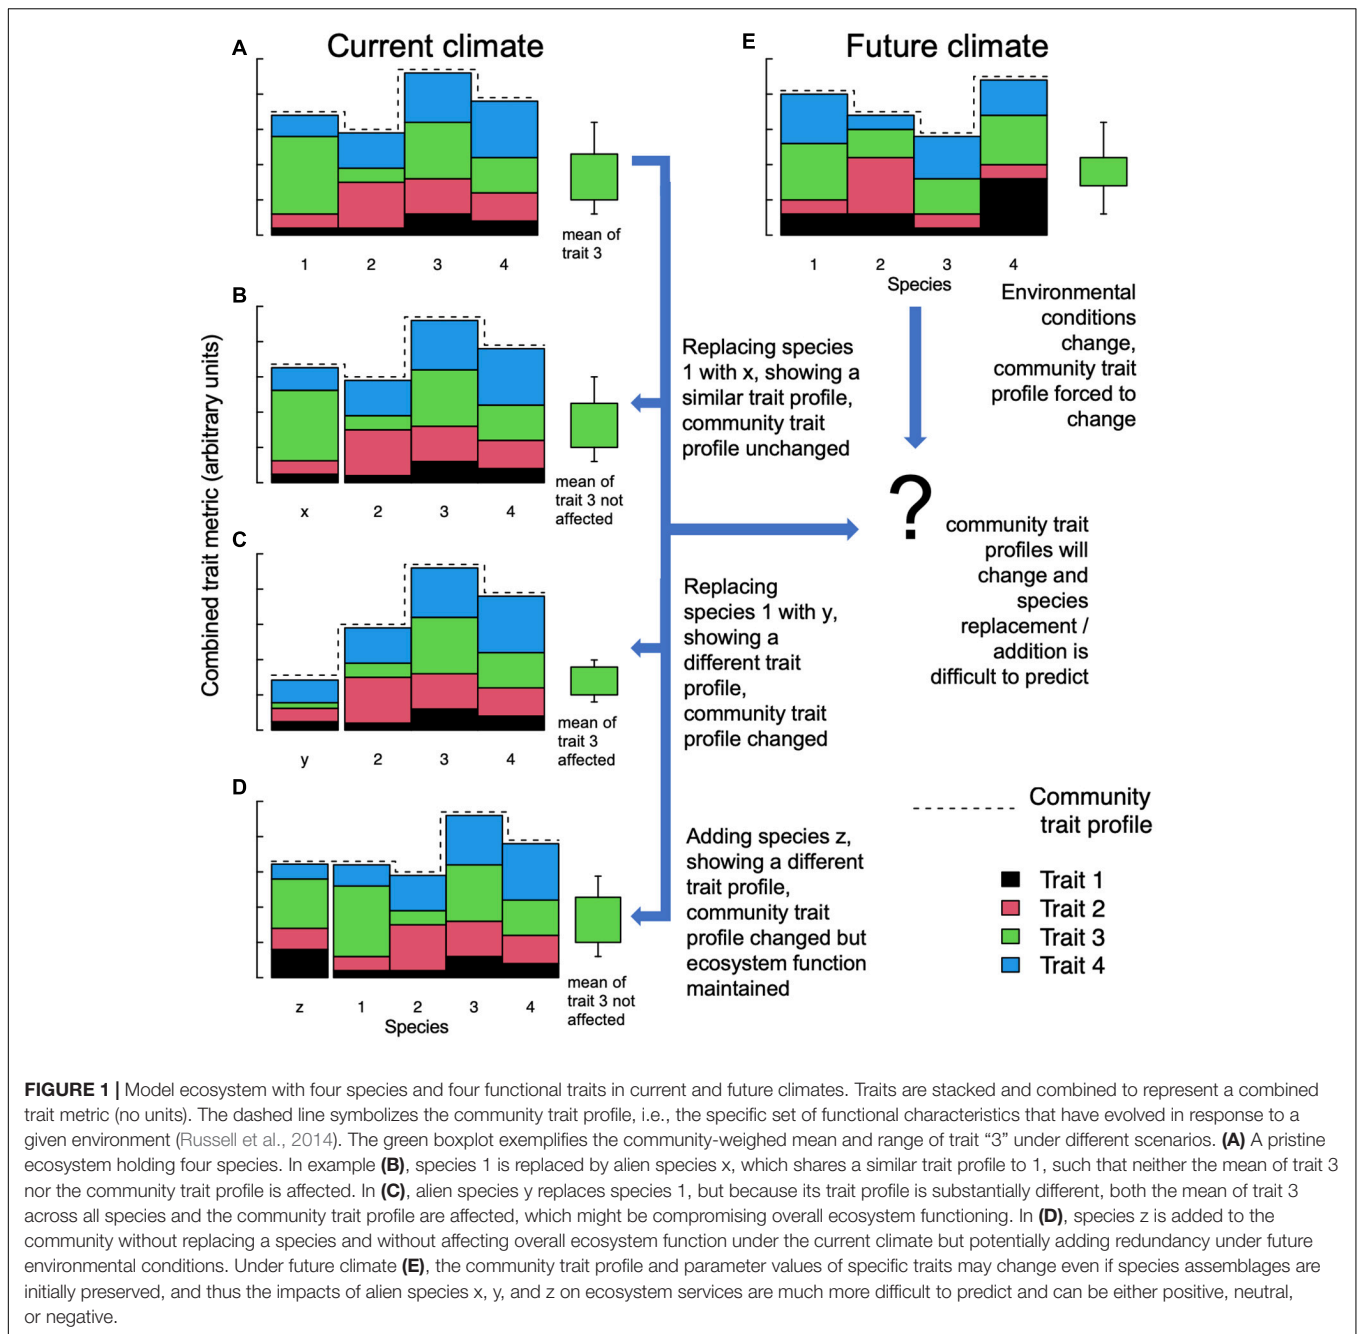 A
Current climate
1
2
3
4
mean of
trait 3
E
Future climate
1
2
3
4
Species
Environmental
conditions
change,
community trait
profile forced to
change
B
Combined trait metric (arbitrary units)
x
2
3
4
mean of
trait 3 not
affected
Replacing species
1 with x, showing a
similar trait profile,
community trait
profile unchanged
?
community trait
profiles will
change and
species
replacement /
addition is
difficult to predict
C
y
2
3
4
mean of
trait 3
affected
Replacing
species 1 with y,
showing a
different trait
profile,
community trait
profile changed
D
z
1
2
3
4
Species
mean of
trait 3 not
affected
Adding species z,
showing a different
trait profile,
community trait
profile changed but
ecosystem function
maintained
Community
trait profile
Trait 1
Trait 2
Trait 3
Trait 4
FIGURE 1 | Model ecosystem with four species and four functional traits in current and future climates. Traits are stacked and combined to represent a combined
trait metric (no units). The dashed line symbolizes the community trait profile, i.e., the specific set of functional characteristics that have evolved in response to a
given environment (Russell et al., 2014). The green boxplot exemplifies the community-weighed mean and range of trait “3” under different scenarios. (A) A pristine
ecosystem holding four species. In example (B), species 1 is replaced by alien species x, which shares a similar trait profile to 1, such that neither the mean of trait 3
nor the community trait profile is affected. In (C), alien species y replaces species 1, but because its trait profile is substantially different, both the mean of trait 3
across all species and the community trait profile are affected, which might be compromising overall ecosystem functioning. In (D), species z is added to the
community without replacing a species and without affecting overall ecosystem function under the current climate but potentially adding redundancy under future
environmental conditions. Under future climate (E), the community trait profile and parameter values of specific traits may change even if species assemblages are
initially preserved, and thus the impacts of alien species x, y, and z on ecosystem services are much more difficult to predict and can be either positive, neutral,
or negative.